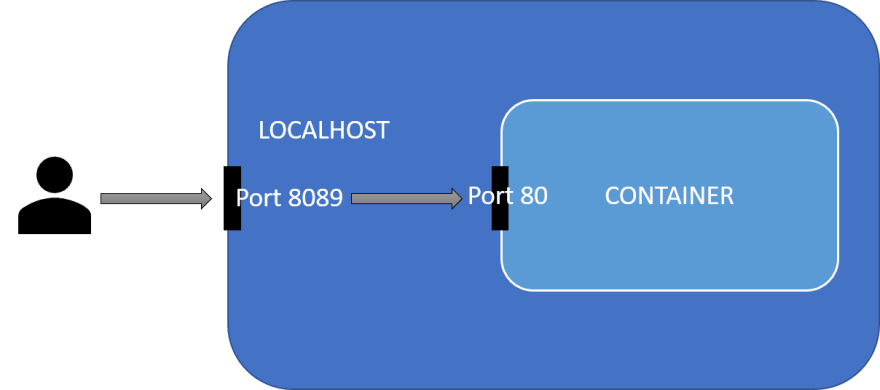 LOCALHOST
Port 8089
Port 80
CONTAINER